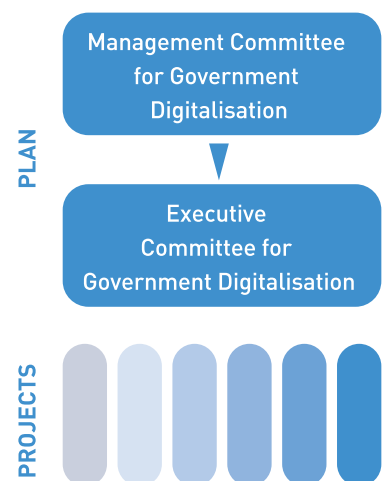 Management Committee
for Government
Digitalisation
PLAN
Executive
Committee for
Government Digitalisation
PROJECTS